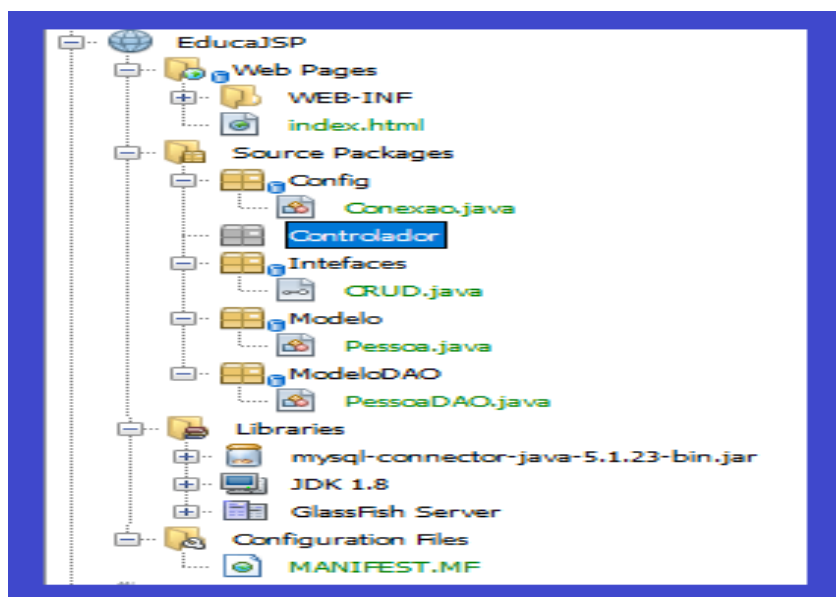 EducaJSP
Web Pages
WEB-INF
index.html
Source Packages
Config
Conexao.java
Controlador
Intefaces
CRUD.java
Modelo
Pessoa.java
ModeloDAO
PessoaDAO.java
Libraries
mysql-connector-java-5.1.23-bin.jar
JDK 1.8
GlassFish Server
Configuration Files
MANIFEST.MF